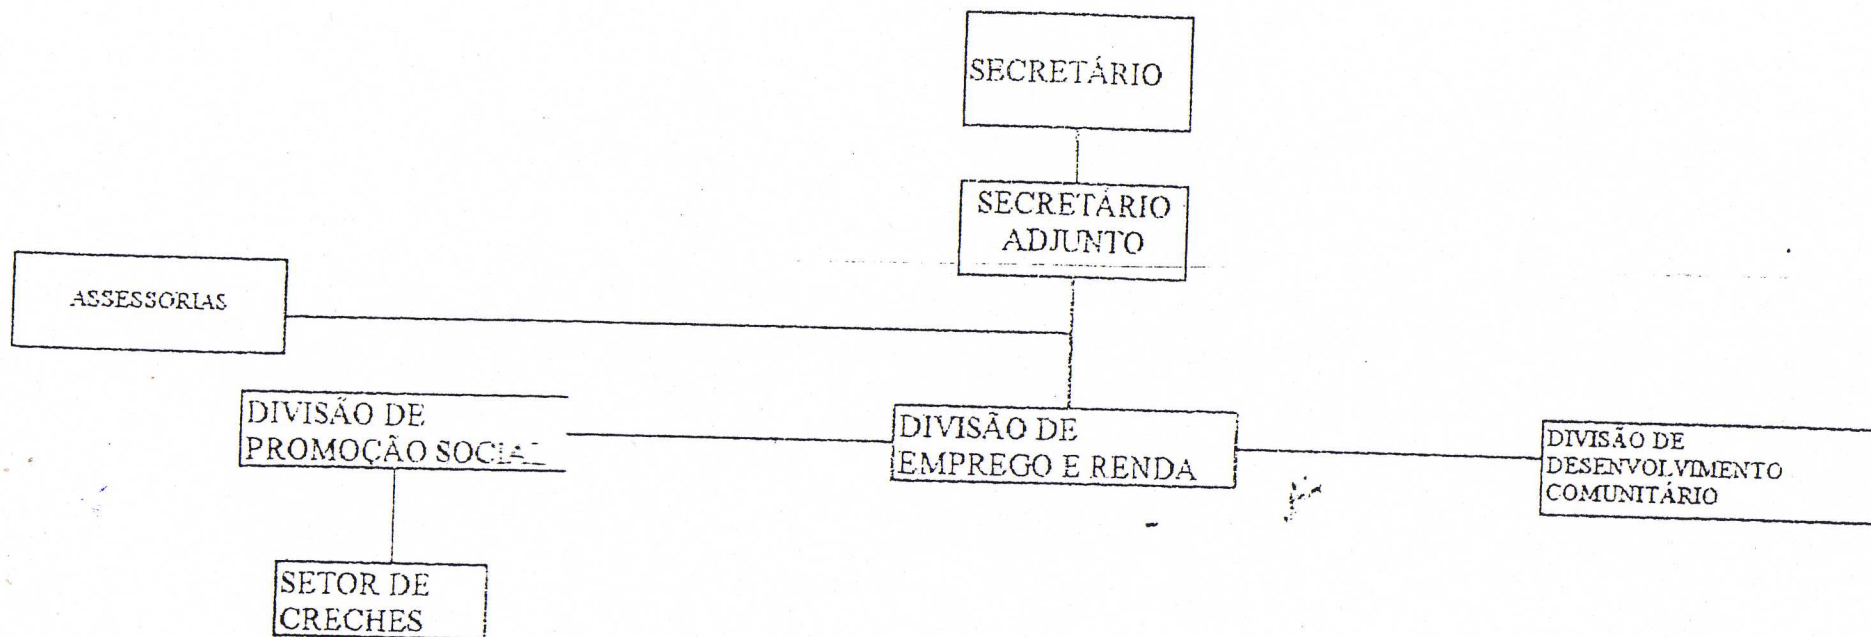 SECRETÁRIO
SECRETÁRIO
ADJUNTO
ASSESSORIAS
DIVISÃO DE
PROMOÇÃO SOCIAL
DIVISÃO DE
EMPREGO E RENDA
DIVISÃO DE
DESENVOLVIMENTO
COMUNITÁRIO
SETOR DE
CRECHES